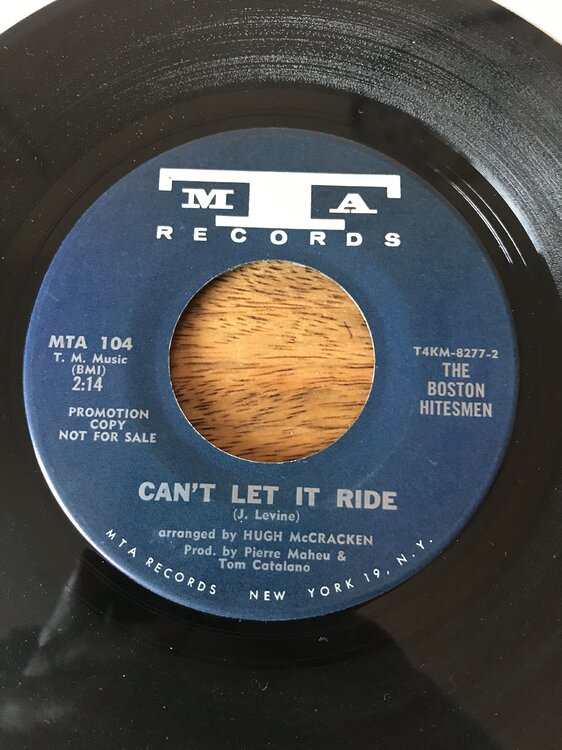 M T A
RECORDS
MTA 104
T. M. Music
(BMI)
2:14
PROMOTION
COPY
NOT FOR SALE
T4KM-8277-2
THE
BOSTON
HITESMEN
CAN'T LET IT RIDE
(J. Levine)
arranged by HUGH McCRACKEN
Prod. by Pierre Maheu &
Tom Catalano
MTA RECORDS NEW YORK 19, N.Y.